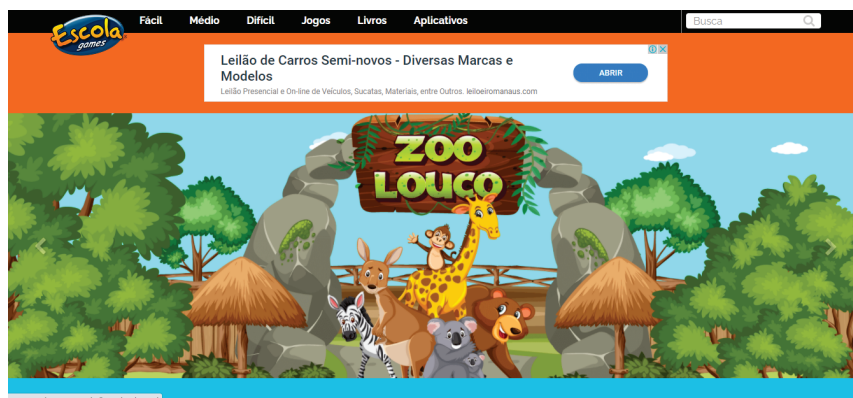 Escola
games
Fácil Médio Difícil Jogos Livros Aplicativos
Busca
Leilão de Carros Semi-novos - Diversas Marcas e
Modelos
Leilão Presencial e On-line de Veículos, Sucatas, Materiais, entre Outros. leiloeiromanaus.com
ABRIR
ZOO
LOUCO